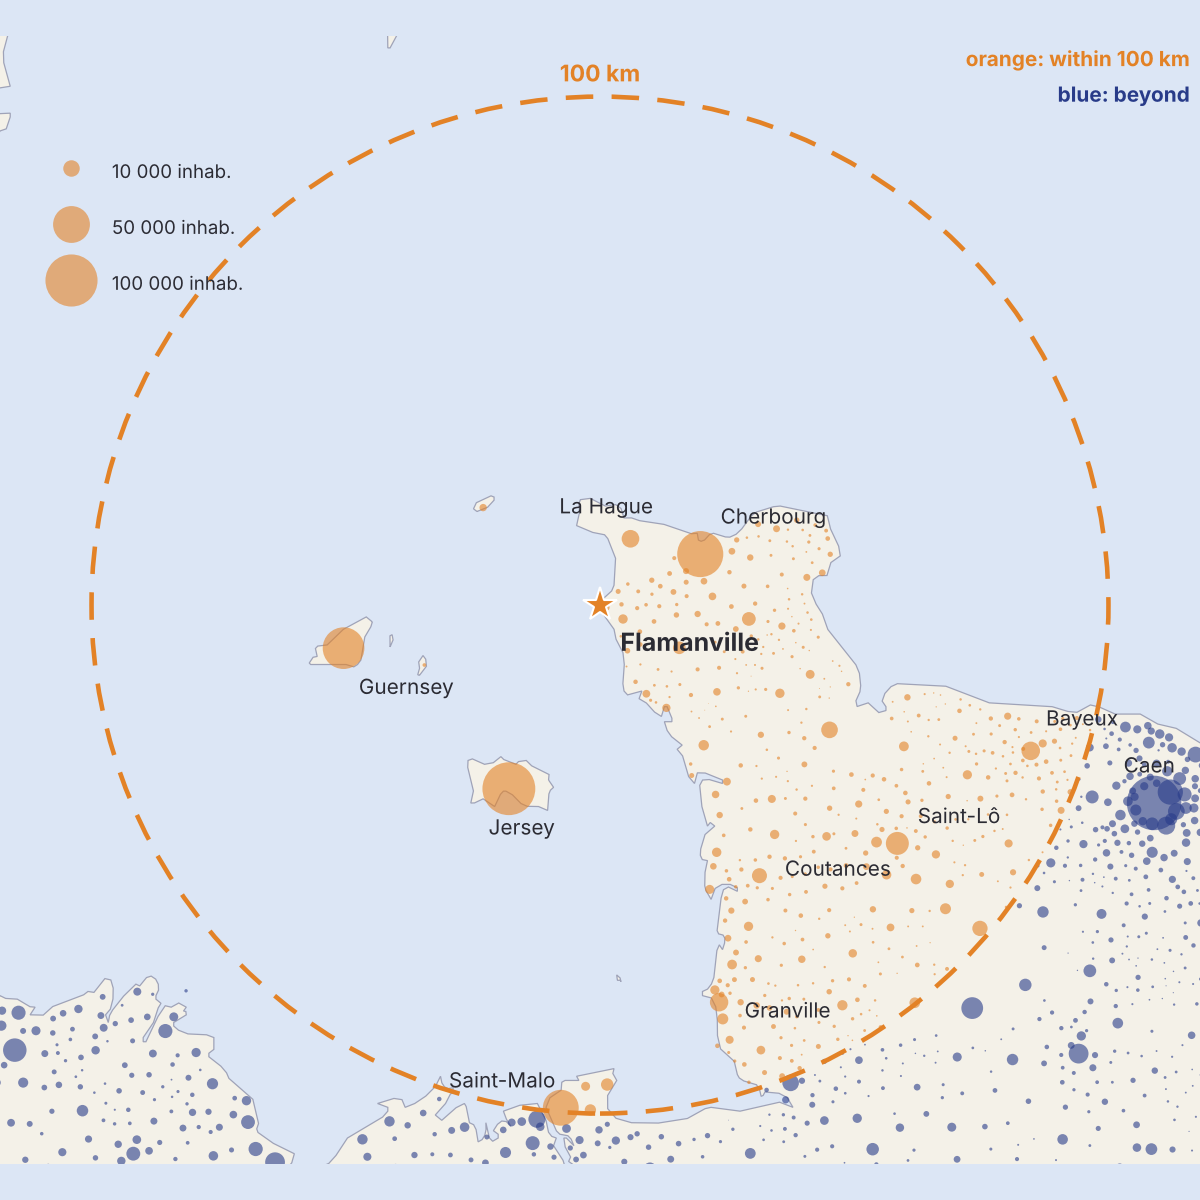 100 km
orange: within 100 km
blue: beyond
10 000 inhab.
50 000 inhab.
100 000 inhab.
La Hague
Cherbourg
Flamanville
Guernsey
Bayeux
Caen
Saint-Lô
Jersey
Coutances
Granville
Saint-Malo